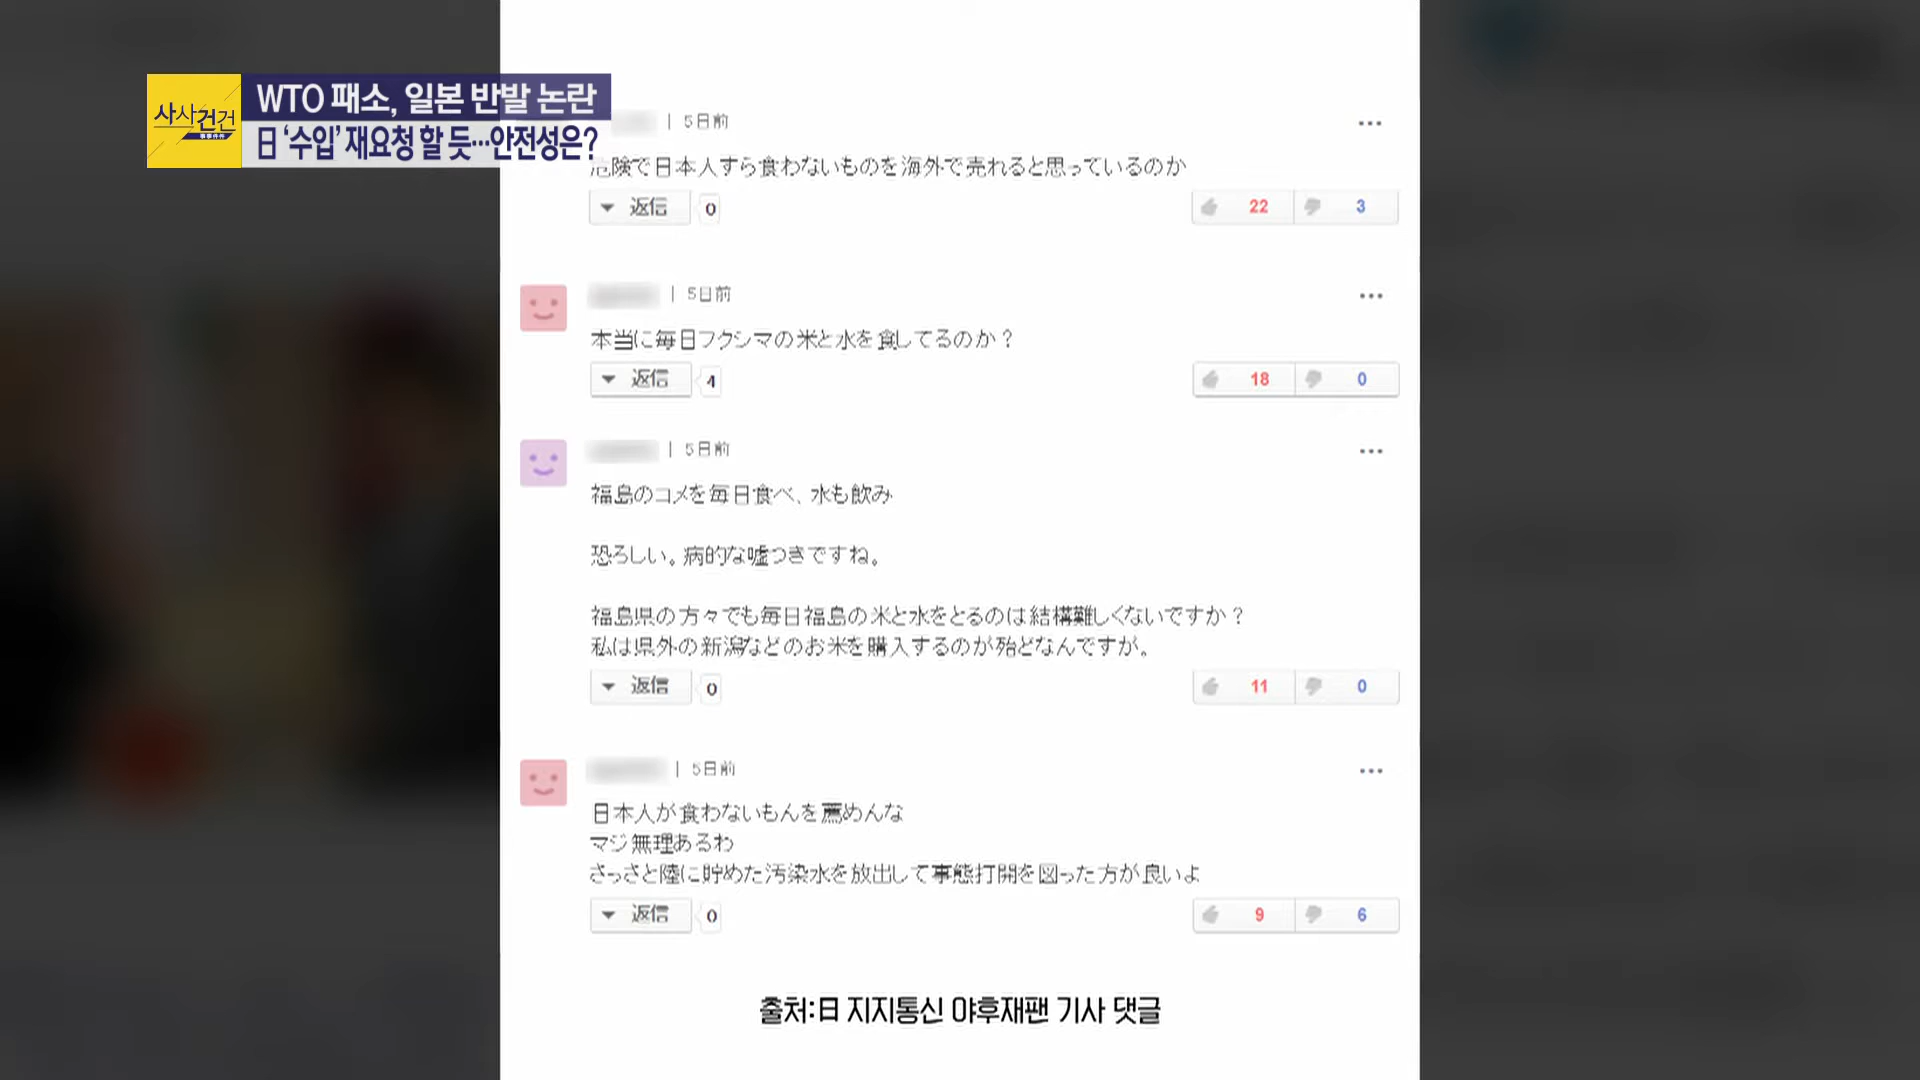 사사건건
事事件件
WTO 패소, 일본 반발 논란
日 ‘수입’ 재요청 할 듯…안전성은?
| 5日前
危険で日本人すら食わないものを海外で売れると思っているのか
返信 0
22 3
| 5日前
本当に毎日フクシマの米と水を食してるのか？
返信 4
18 0
| 5日前
福島のコメを毎日食べ、水も飲み
恐ろしい。病的な嘘つきですね。
福島県の方々でも毎日福島の米と水をとるのは結構難しくないですか？
私は県外の新潟などのお米を購入するのが殆どなんですが。
返信 0
11 0
| 5日前
日本人が食わないもんを薦めんな
マジ無理あるわ
さっさと陸に貯めた汚染水を放出して事態打開を図った方が良いよ
返信 0
9 6
출처:日 지지통신 야후재팬 기사 댓글